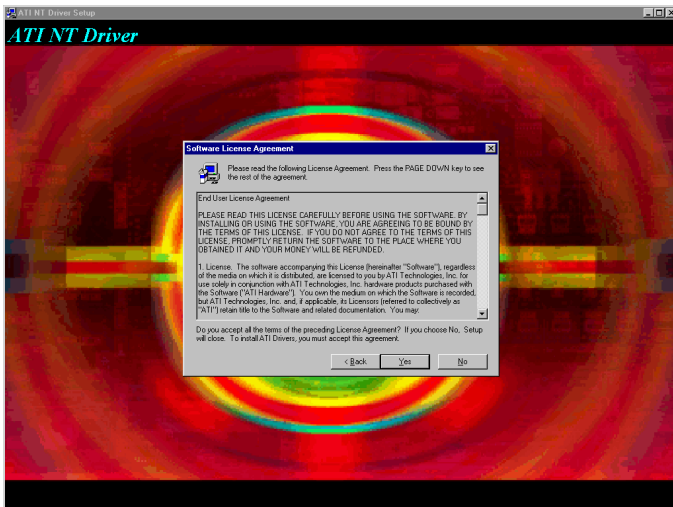 ATI NT Driver Setup
ATI NT Driver
Software License Agreement
Please read the following License Agreement. Press the PAGE DOWN key to see
the rest of the agreement.
End User License Agreement
PLEASE READ THIS LICENSE CAREFULLY BEFORE USING THE SOFTWARE. BY
INSTALLING OR USING THE SOFTWARE, YOU ARE AGREEING TO BE BOUND BY
THE TERMS OF THIS LICENSE. IF YOU DO NOT AGREE TO THE TERMS OF THIS
LICENSE, PROMPTLY RETURN THE SOFTWARE TO THE PLACE WHERE YOU
OBTAINED IT AND YOUR MONEY WILL BE REFUNDED.
1. License. The software accompanying this License (hereinafter "Software"), regardless
of the media on which it is distributed, are licensed to you by ATI Technologies, Inc. for
use solely in conjunction with ATI Technologies, Inc. hardware products purchased with
the Software ("ATI Hardware"). You own the medium on which the Software is recorded,
but ATI Technologies, Inc. and, if applicable, its Licensors (referred to collectively as
"ATI") retain title to the Software and related documentation. You may:
Do you accept all the terms of the preceding License Agreement? If you choose No, Setup
will close. To install ATI Drivers, you must accept this agreement.
< Back
Yes
No